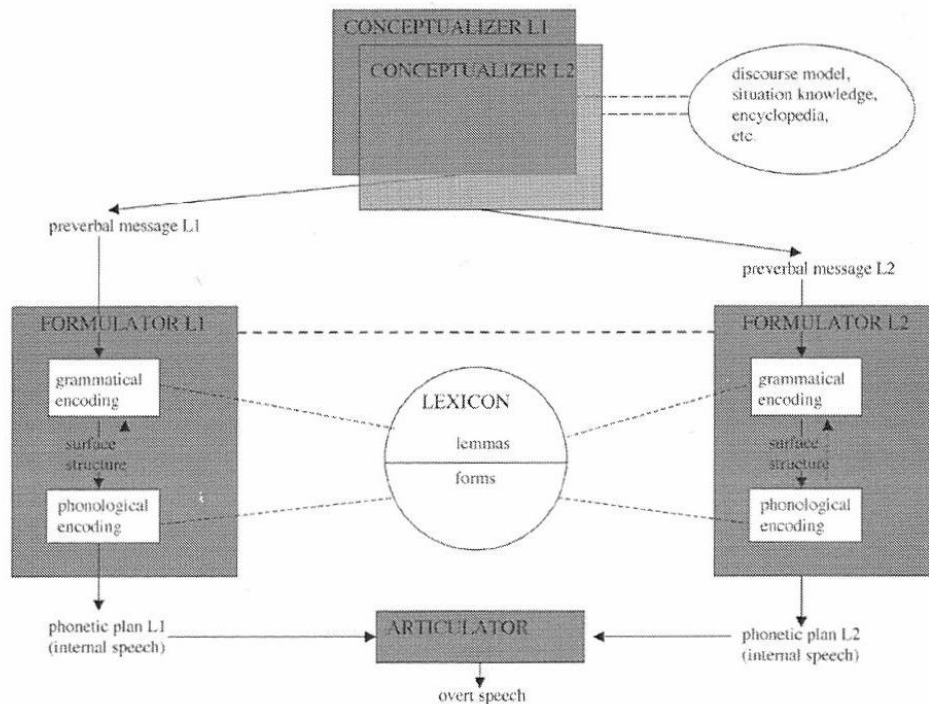 CONCEPTUALIZER L1
CONCEPTUALIZER L2
discourse model,
situation knowledge,
encyclopedia,
etc.
preverbal message L1
preverbal message L2
FORMULATOR L1
FORMULATOR L2
grammatical
encoding
surface
structure
phonological
encoding
LEXICON
lemmas
forms
grammatical
encoding
surface
structure
phonological
encoding
phonetic plan L1
(internal speech)
ARTICULATOR
phonetic plan L2
(internal speech)
overt speech